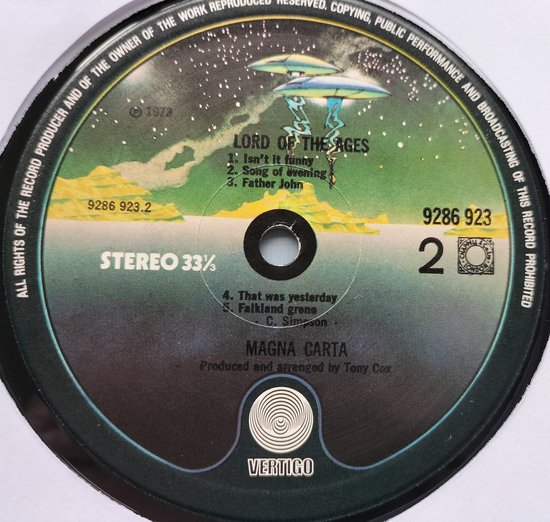 ALL RIGHTS OF THE RECORD PRODUCER AND OF THE OWNER OF THE WORK REPRODUCED RESERVED. COPYING, PUBLIC PERFORMANCE AND BROADCASTING OF THIS RECORD PROHIBITED
℗ 1973
LORD OF THE AGES
1. Isn't it funny
2. Song of evening
3. Father John
9286 923.2
9286 923
STEREO 33⅓
2
4. That was yesterday
5. Falkland grene
- C. Simpson -
MAGNA CARTA
Produced and arranged by Tony Cox
VERTIGO